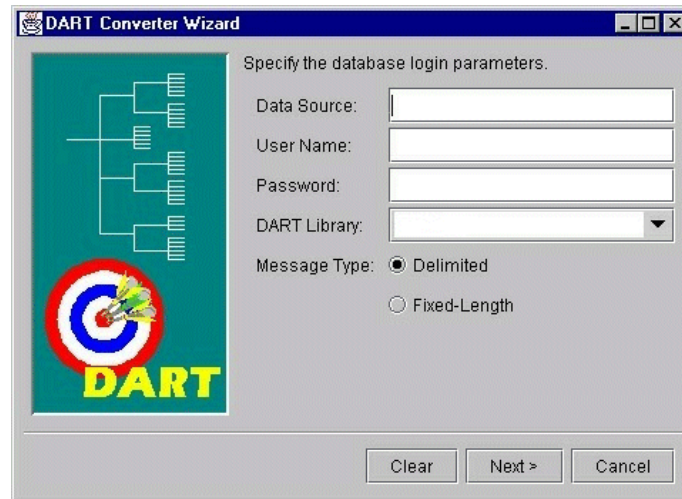 DART Converter Wizard
Specify the database login parameters.
Data Source:
User Name:
Password:
DART Library:
Message Type: Delimited
Fixed-Length
DART
Clear Next > Cancel